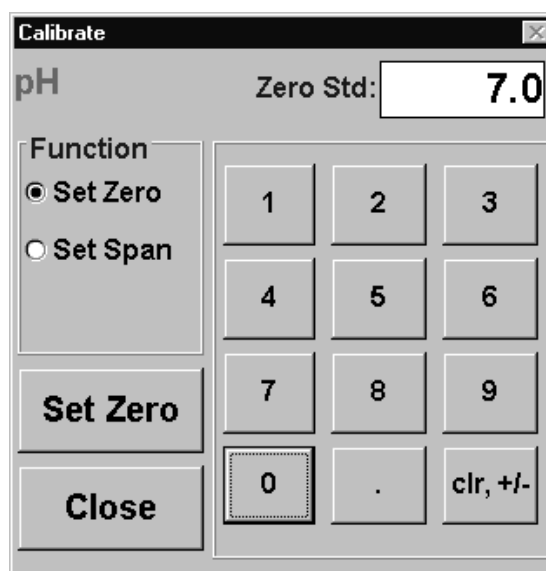 Calibrate
pH
Zero Std: 7.0
Function
Set Zero
Set Span
1 2 3
4 5 6
7 8 9
0 . clr, +/-
Set Zero
Close